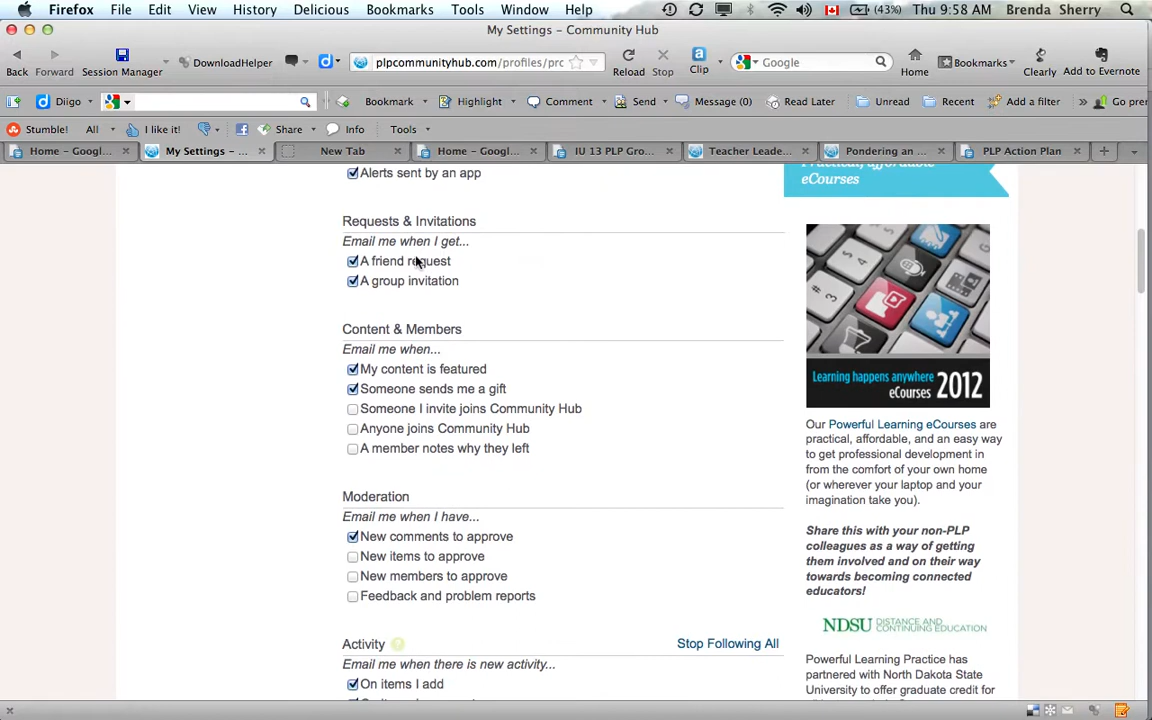 Firefox File Edit View History Delicious Bookmarks Tools Window Help (43%) Thu 9:58 AM Brenda Sherry
My Settings – Community Hub
plpcommunityhub.com/profiles/prc Google
Back Forward Session Manager DownloadHelper Reload Stop Clip Home Bookmarks Clearly Add to Evernote
Diigo Bookmark Highlight Comment Send Message (0) Read Later Unread Recent Add a filter » Go pre
Stumble! All I like it! Share Info Tools
Home – Googl... My Settings – ... New Tab Home – Googl... IU 13 PLP Gro... Teacher Leade... Pondering an ... PLP Action Plan
Alerts sent by an app
Requests & Invitations
Email me when I get...
A friend request
A group invitation
Content & Members
Email me when...
My content is featured
Someone sends me a gift
Someone I invite joins Community Hub
Anyone joins Community Hub
A member notes why they left
Moderation
Email me when I have...
New comments to approve
New items to approve
New members to approve
Feedback and problem reports
Activity ? Stop Following All
Email me when there is new activity...
On items I add
eCourses
Learning happens anywhere
eCourses 2012
Our Powerful Learning eCourses are
practical, affordable, and an easy way
to get professional development in
from the comfort of your own home
(or wherever your laptop and your
imagination take you).
Share this with your non-PLP
colleagues as a way of getting
them involved and on their way
towards becoming connected
educators!
NDSU DISTANCE AND
CONTINUING EDUCATION
Powerful Learning Practice has
partnered with North Dakota State
University to offer graduate credit for